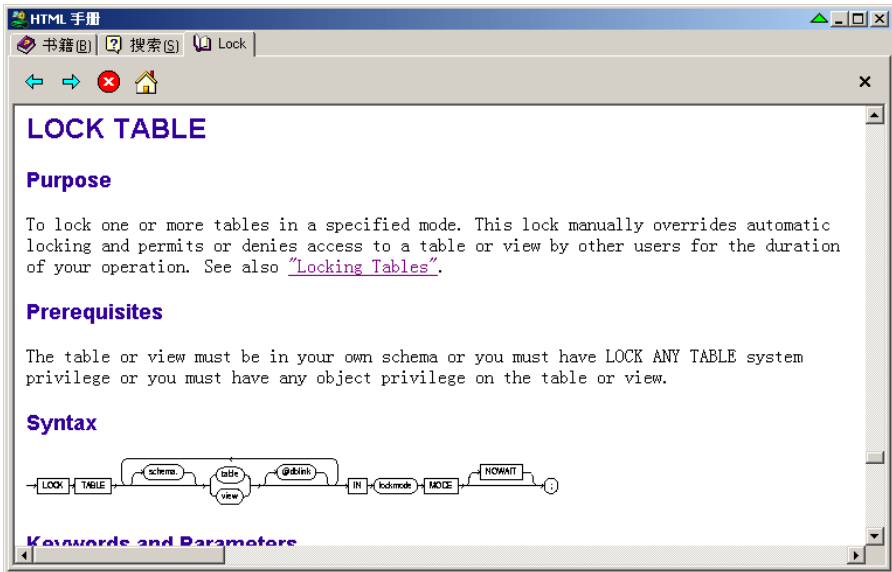 HTML 手册
书籍(B) 搜索(S) Lock
LOCK TABLE
Purpose
To lock one or more tables in a specified mode. This lock manually overrides automatic
locking and permits or denies access to a table or view by other users for the duration
of your operation. See also "Locking Tables".
Prerequisites
The table or view must be in your own schema or you must have LOCK ANY TABLE system
privilege or you must have any object privilege on the table or view.
Syntax
LOCK TABLE schema. table view @dblink IN lockmode MODE NOWAIT ;
Keywords and Parameters